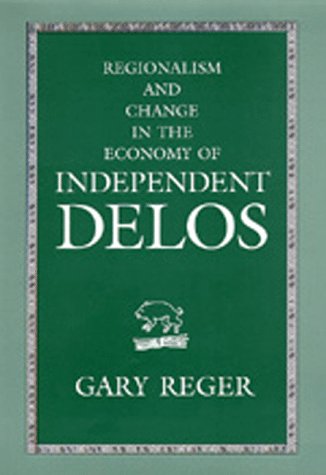 REGIONALISM
AND
CHANGE
IN THE
ECONOMY OF
INDEPENDENT
DELOS
GARY REGER